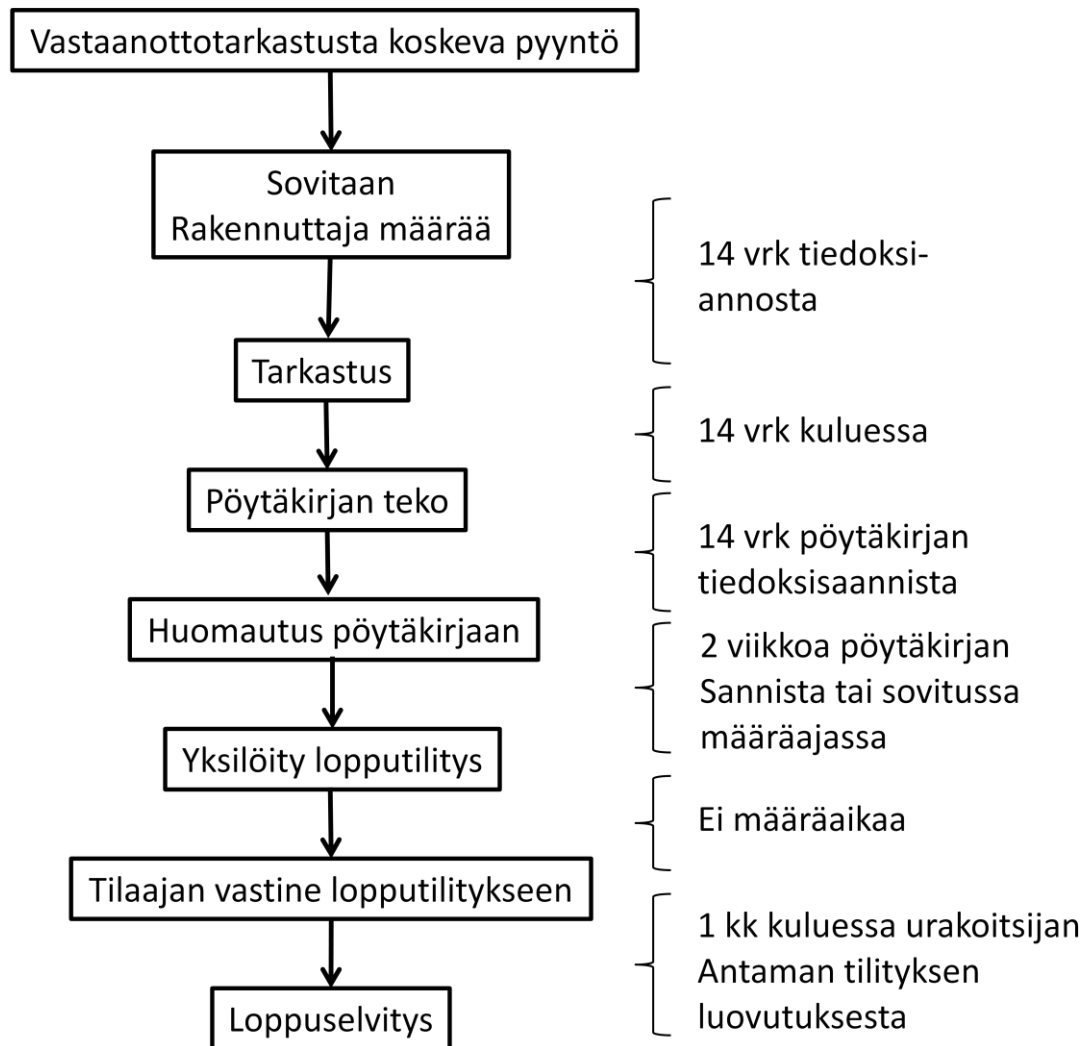 Vastaanottotarkastusta koskeva pyyntö
Sovitaan
Rakennuttaja määrää
14 vrk tiedoksi-
annosta
Tarkastus
14 vrk kuluessa
Pöytäkirjan teko
14 vrk pöytäkirjan
tiedoksisaannista
Huomautus pöytäkirjaan
2 viikkoa pöytäkirjan
Sannista tai sovitussa
määräajassa
Yksilöity lopputilitys
Ei määräaikaa
Tilaajan vastine lopputilitykseen
1 kk kuluessa urakoitsijan
Antaman tilityksen
luovutuksesta
Loppuselvitys